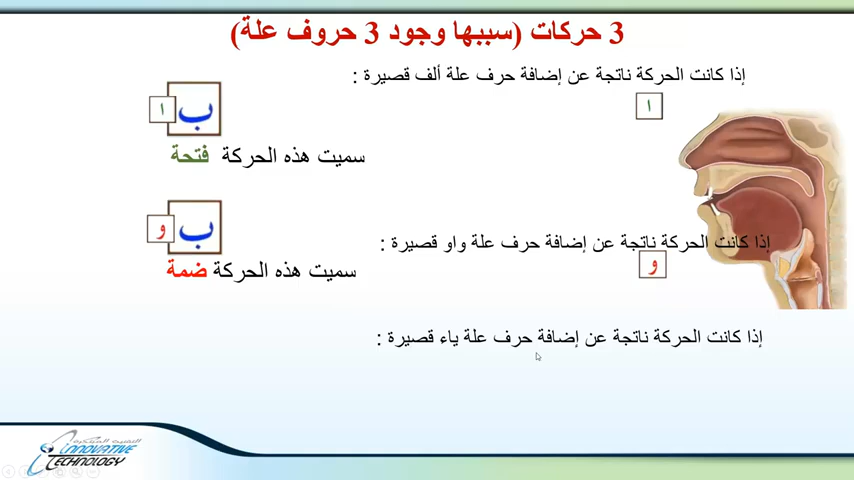 3 حركات (سببها وجود 3 حروف علة)
إذا كانت الحركة ناتجة عن إضافة حرف علة ألف قصيرة :
ا
ب ا
سميت هذه الحركة فتحة
إذا كانت الحركة ناتجة عن إضافة حرف علة واو قصيرة :
و
ب و
سميت هذه الحركة ضمة
إذا كانت الحركة ناتجة عن إضافة حرف علة ياء قصيرة :
التقنية المبتكرة
INNOVATIVE
TECHNOLOGY